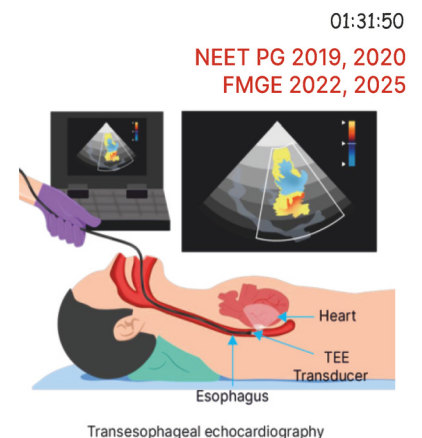 01:31:50
NEET PG 2019, 2020
FMGE 2022, 2025
Heart
TEE
Transducer
Esophagus
Transesophageal echocardiography